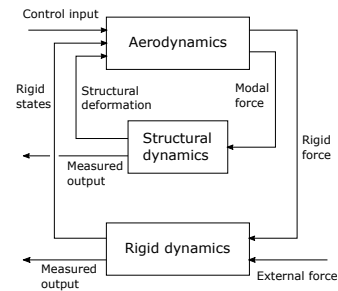 Control input
Aerodynamics
Rigid
states
Structural
deformation
Modal
force
Structural
dynamics
Rigid
force
Measured
output
Rigid dynamics
Measured
output
External force